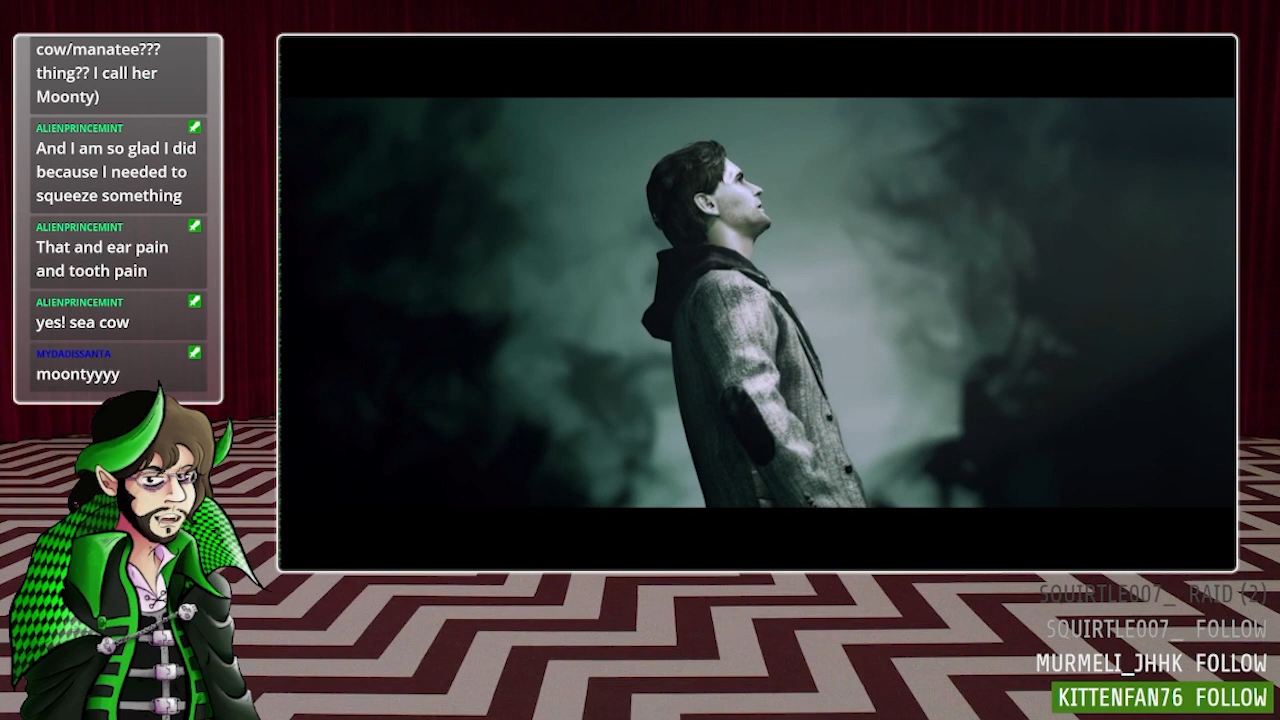 cow/manatee???
thing?? I call her
Moonty)
ALIENPRINCEMINT
And I am so glad I did
because I needed to
squeeze something
ALIENPRINCEMINT
That and ear pain
and tooth pain
ALIENPRINCEMINT
yes! sea cow
MYDADISSANTA
moontyyyy
SQUIRTLE007_ RAID (2)
SQUIRTLE007_ FOLLOW
MURMELI_JHHK FOLLOW
KITTENFAN76 FOLLOW